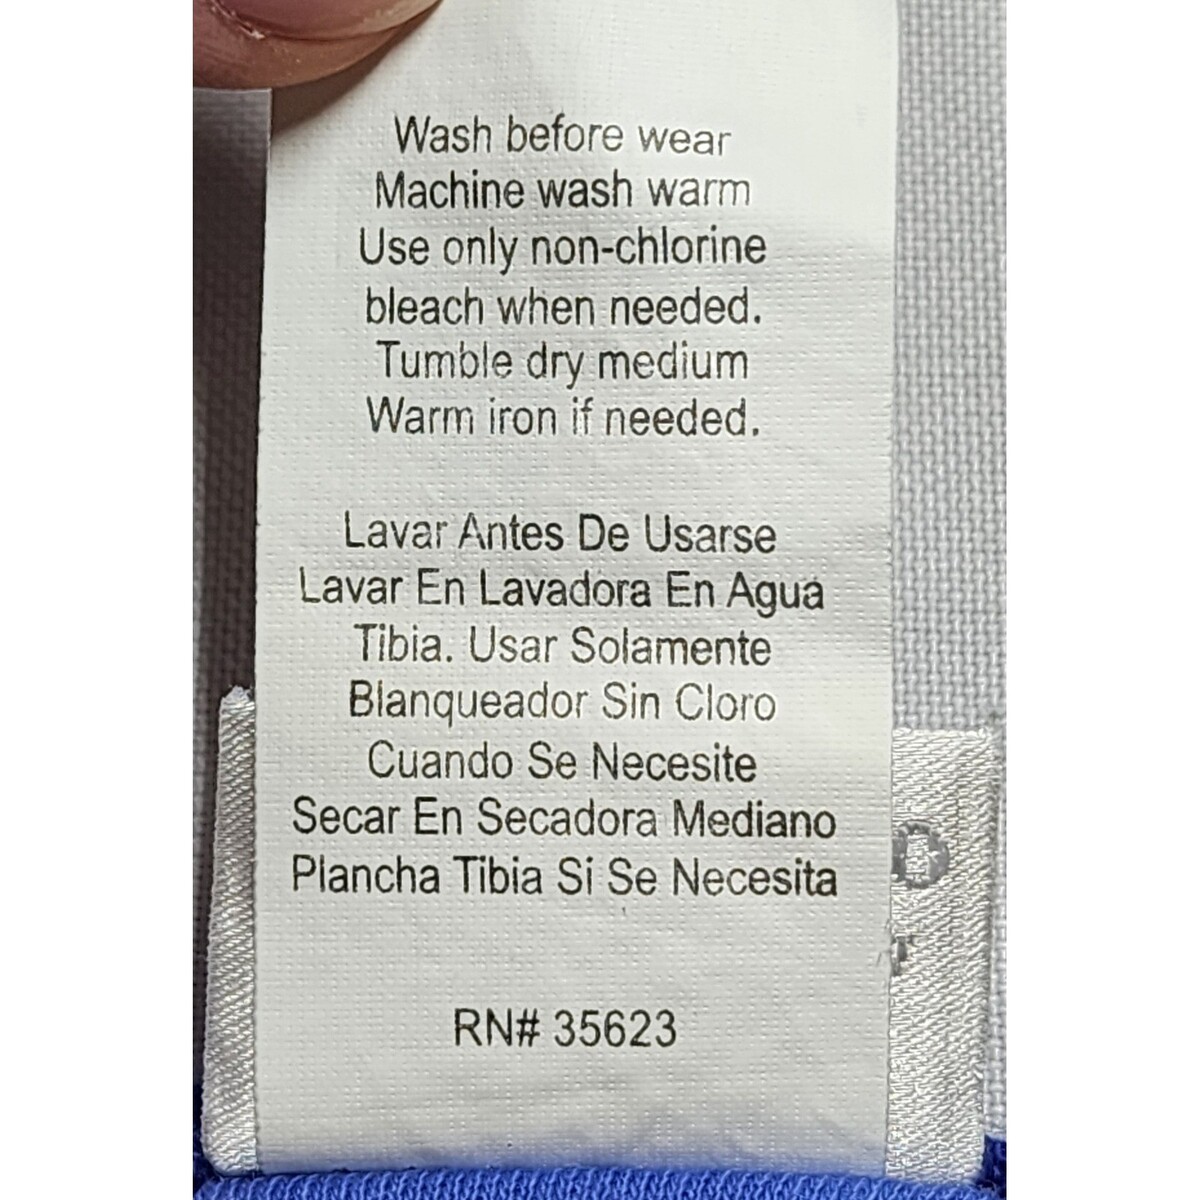 Wash before wear
Machine wash warm
Use only non-chlorine
bleach when needed.
Tumble dry medium
Warm iron if needed.
Lavar Antes De Usarse
Lavar En Lavadora En Agua
Tibia. Usar Solamente
Blanqueador Sin Cloro
Cuando Se Necesite
Secar En Secadora Mediano
Plancha Tibia Si Se Necesita
RN# 35623